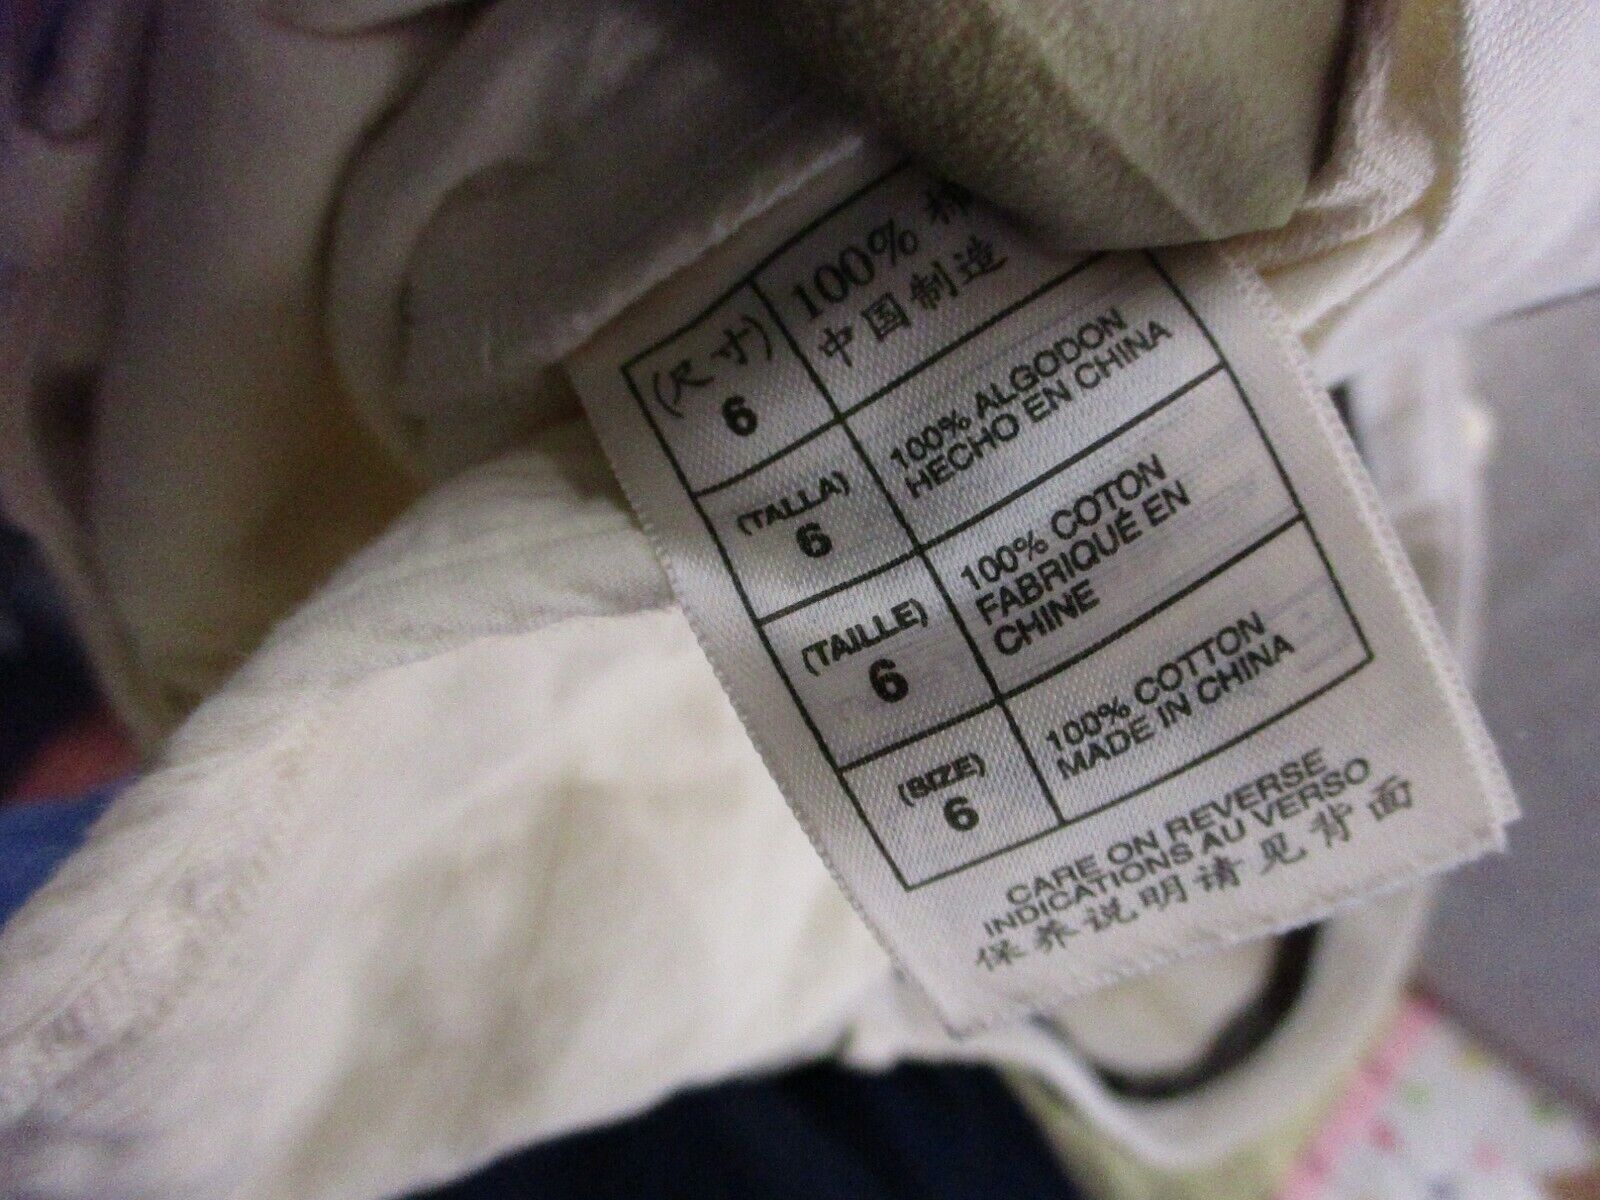 (尺寸)
6
100%
中国制造
(TALLA)
6
100% ALGODON
HECHO EN CHINA
(TAILLE)
6
100% COTON
FABRIQUÉ EN
CHINE
(SIZE)
6
100% COTTON
MADE IN CHINA
CARE ON REVERSE
INDICATIONS AU VERSO
保养说明请见背面